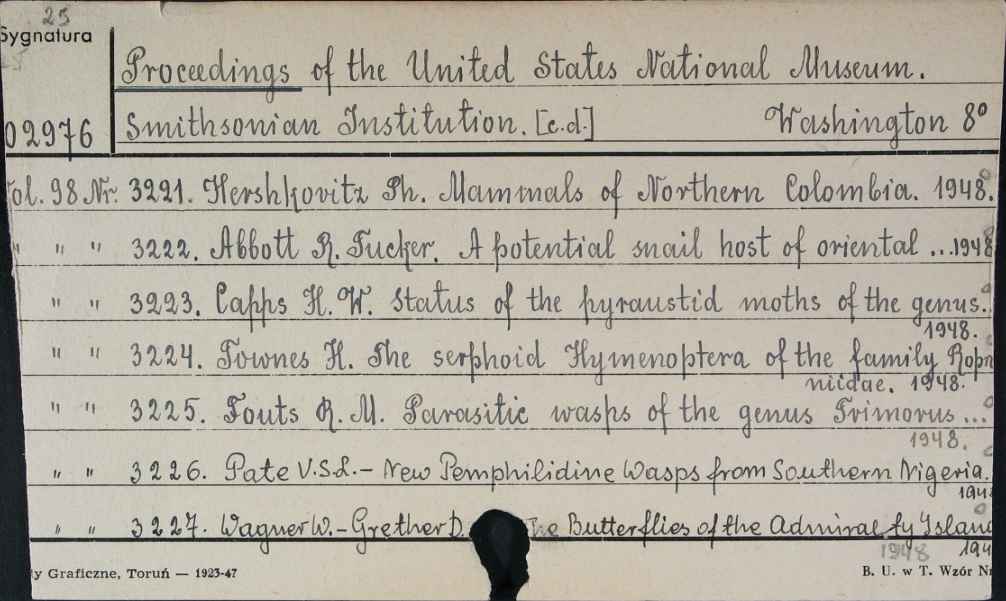 25
Sygnatura
Proceedings of the United States National Museum.
02976 Smithsonian Institution. [e.d.] Washington 8°
Vol. 98 Nr. 3221. Hershkovitz Ph. Mammals of Northern Colombia. 1948.
" " " 3222. Abbott R. Tucker. A potential snail host of oriental ...1948
" " 3223. Capps H. W. Status of the pyraustid moths of the genus..
1948.
" " 3224. Townes H. The serphoid Hymenoptera of the family Ropro
niidae. 1948.
" " 3225. Fouts R. M. Parasitic wasps of the genus Trimorus ...
1948.
" " 3226. Pate V.S.L. - New Pemphilidine Wasps from Southern Nigeria.
194
" " 3227. Wagner W. - Grether D. The Butterflies of the Admiralty Island
1948 194
y Graficzne, Toruń — 1923-47 B. U. w T. Wzór Nr